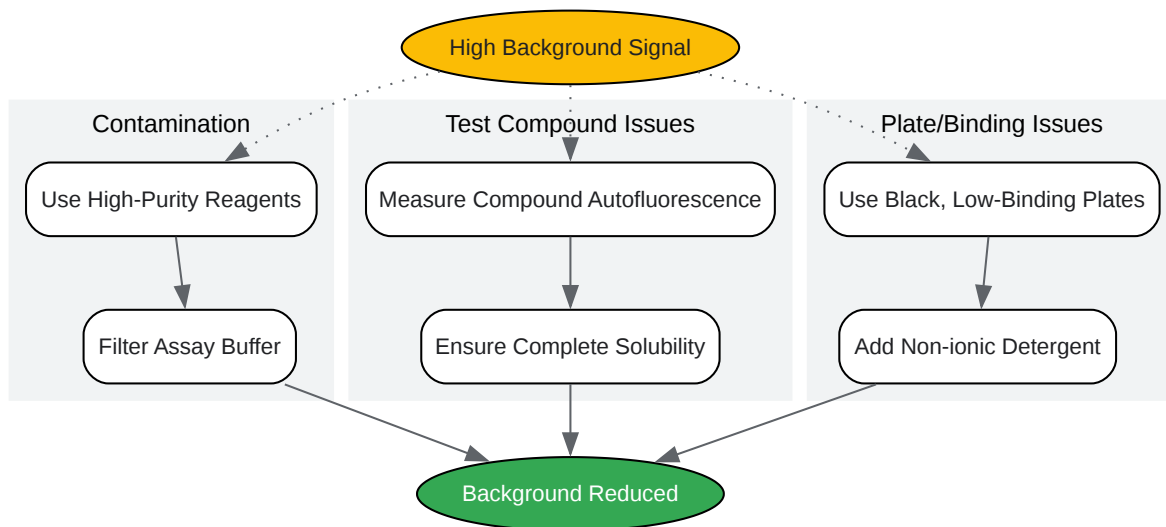 High Background Signal
Contamination
Test Compound Issues
Plate/Binding Issues
Use High-Purity Reagents
Measure Compound Autofluorescence
Use Black, Low-Binding Plates
Filter Assay Buffer
Ensure Complete Solubility
Add Non-ionic Detergent
Background Reduced